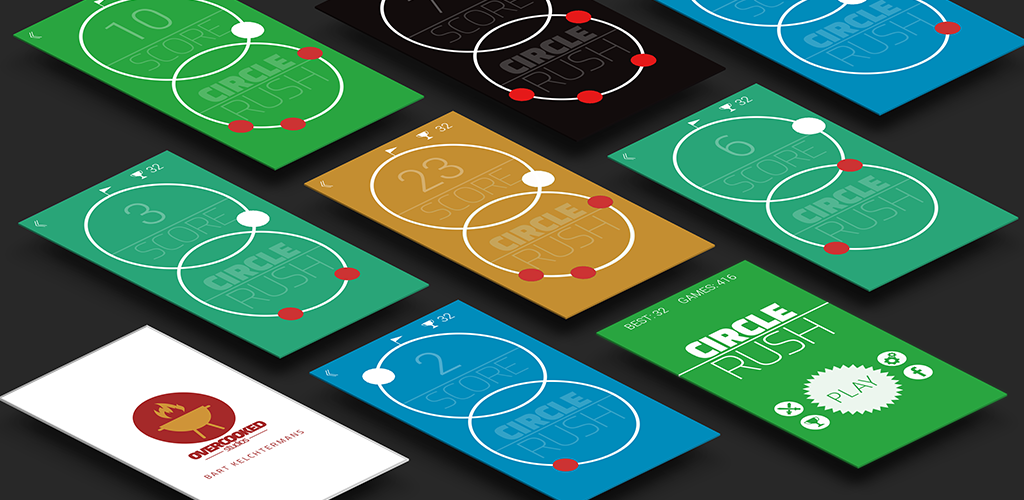 10
SCORE
CIRCLE
RUSH
7
SCORE
CIRCLE
RUSH
CIRCLE
RUSH
32
3
SCORE
CIRCLE
RUSH
32
23
SCORE
CIRCLE
RUSH
32
6
SCORE
CIRCLE
RUSH
OVERCOOKED
STUDIOS
BART KELCHTERMANS
32
2
SCORE
CIRCLE
RUSH
BEST: 32 GAMES: 416
CIRCLE
RUSH
PLAY